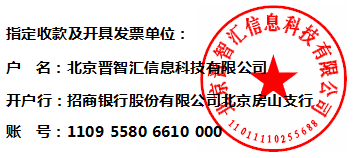 指定收款及开具发票单位：
户　名：北京晋智汇信息科技有限公司
开户行：招商银行股份有限公司北京房山支行
账　号：1109 5580 6610 000
北京晋智汇信息科技有限公司
11011110255688